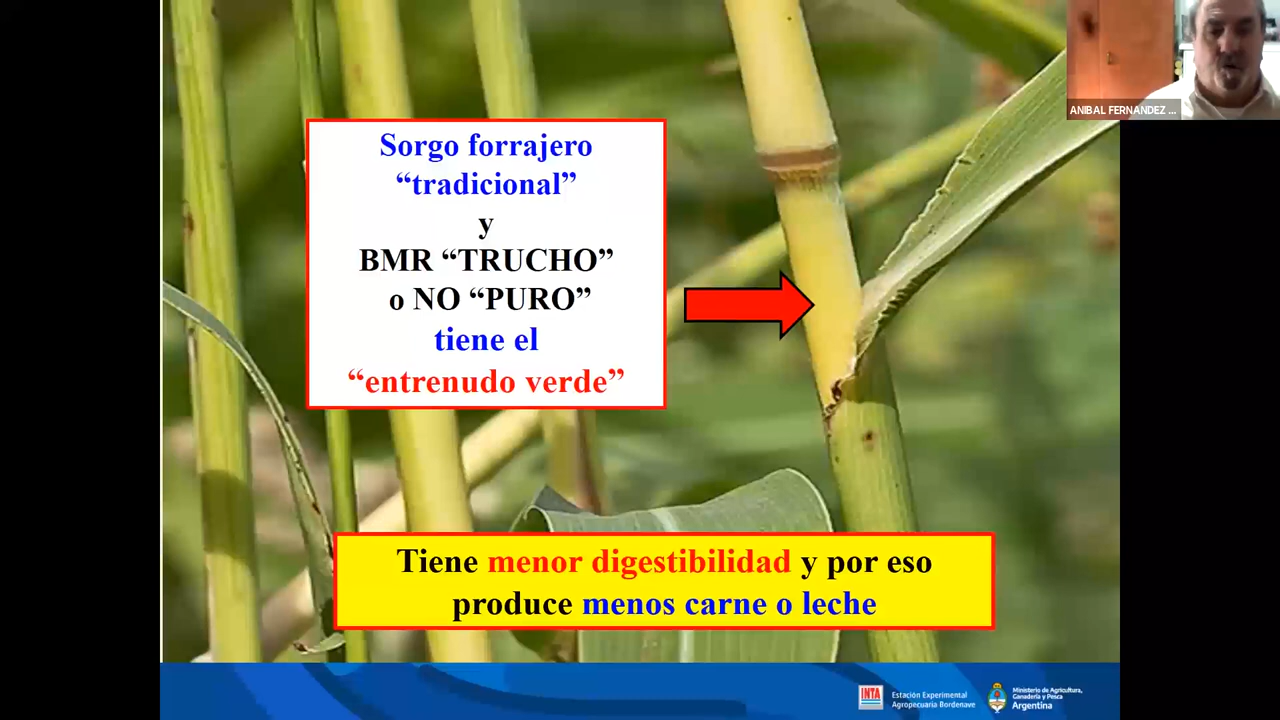 ANIBAL FERNANDEZ ...
Sorgo forrajero
“tradicional”
y
BMR “TRUCHO”
o NO “PURO”
tiene el
“entrenudo verde”
Tiene menor digestibilidad y por eso
produce menos carne o leche
INTA
Estación Experimental
Agropecuaria Bordenave
Ministerio de Agricultura,
Ganadería y Pesca
Argentina